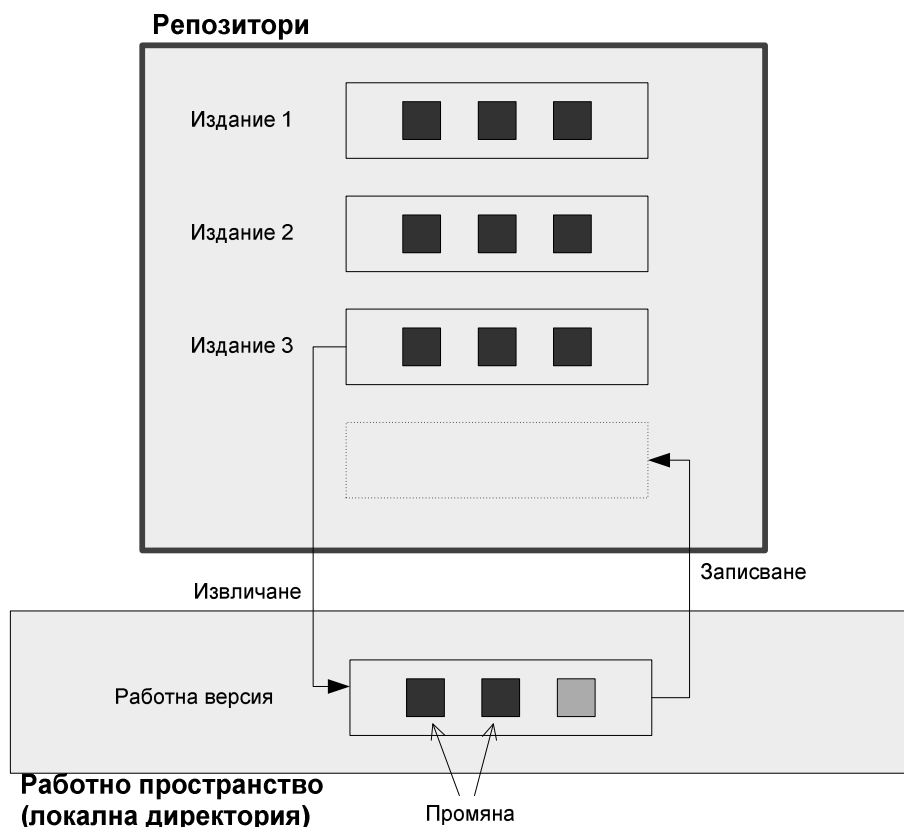 Репозитори
Издание 1
Издание 2
Издание 3
Извличане
Записване
Работна версия
Работно пространство
(локална директория)
Промяна